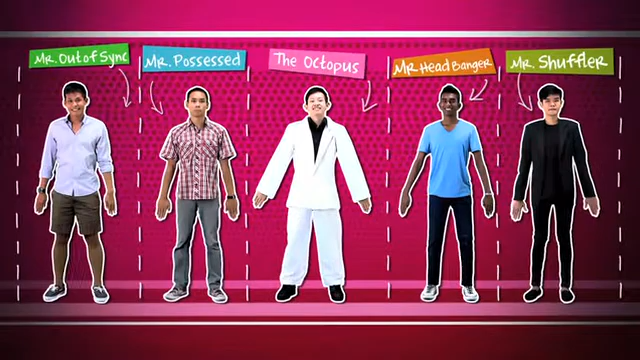 Mr. Out of Sync
Mr. Possessed
The Octopus
Mr Head Banger
Mr. Shuffler